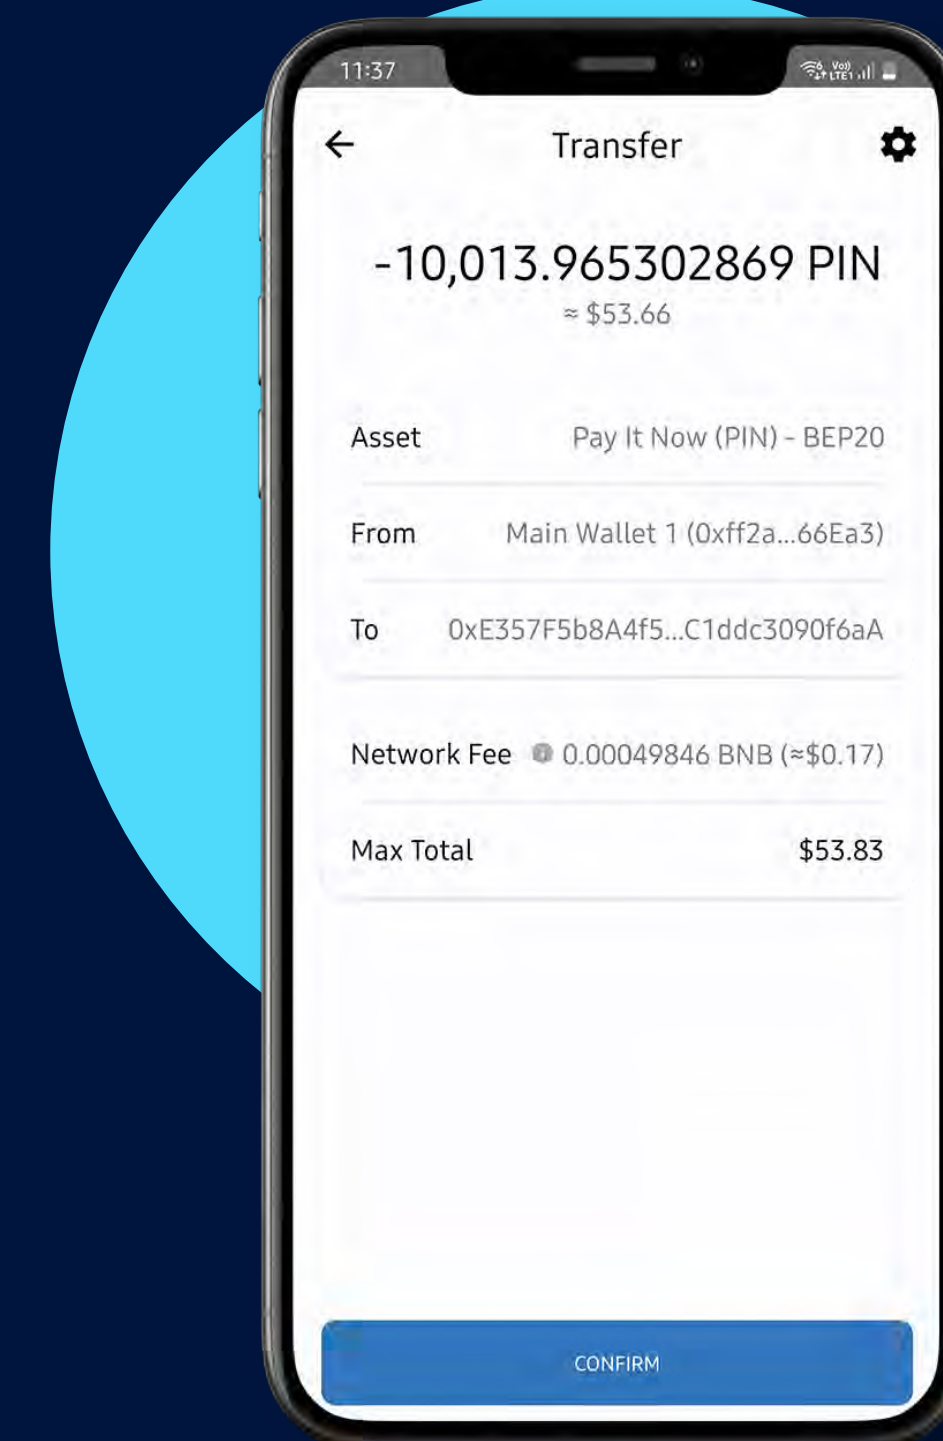 11:37
Transfer
-10,013.965302869 PIN
≈ $53.66
Asset Pay It Now (PIN) - BEP20
From Main Wallet 1 (0xff2a...66Ea3)
To 0xE357F5b8A4f5...C1ddc3090f6aA
Network Fee 0.00049846 BNB (≈$0.17)
Max Total $53.83
CONFIRM